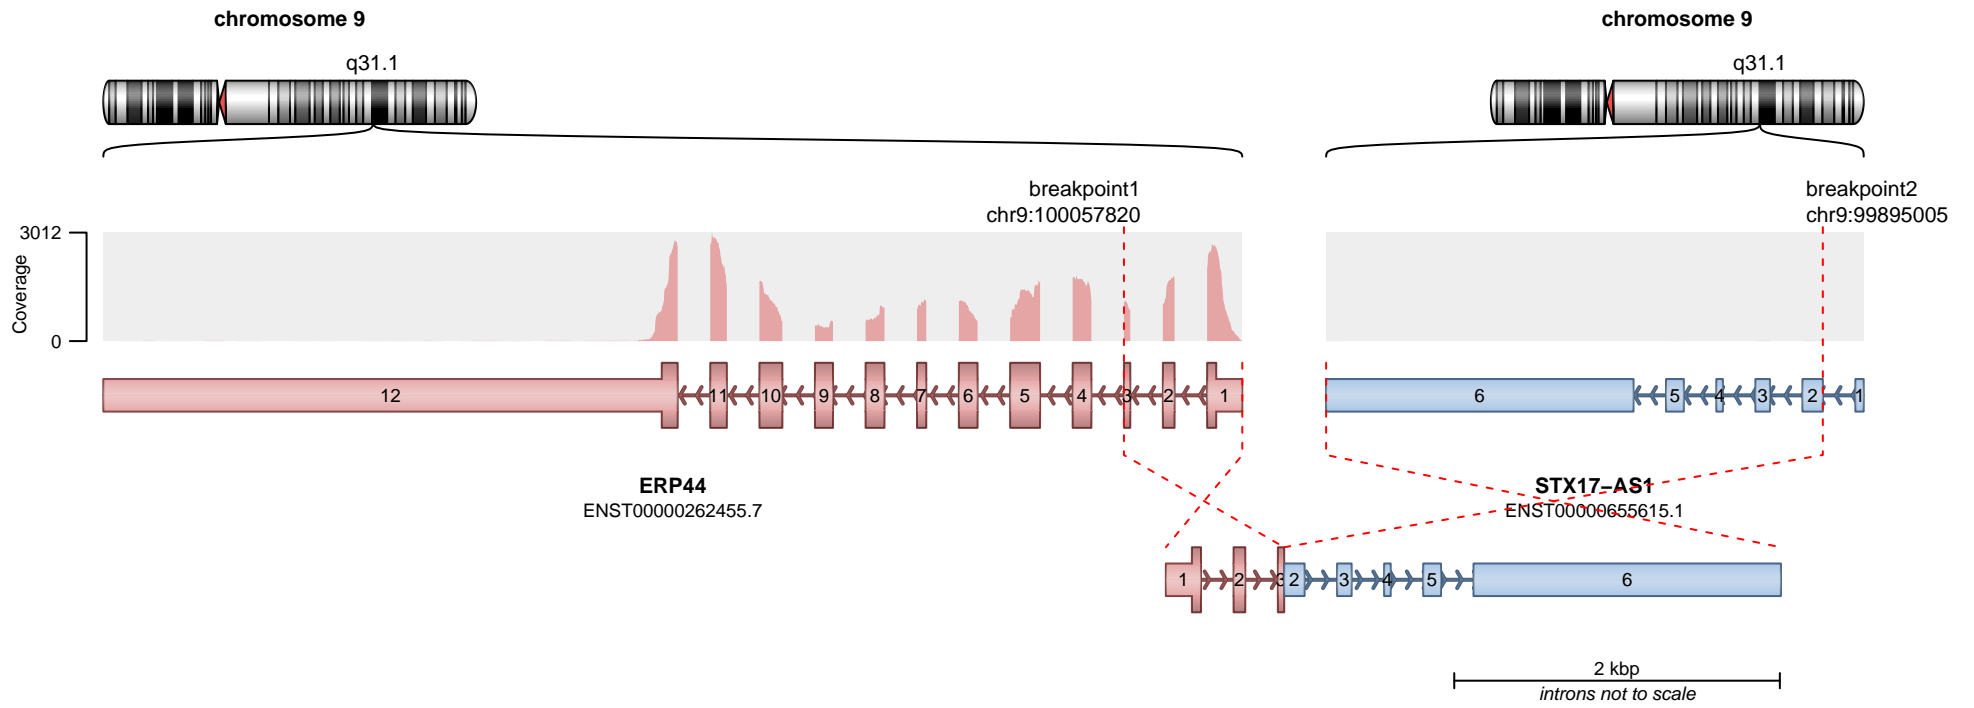 chromosome 9
chromosome 9
q31.1
q31.1
breakpoint1
chr9:100057820
breakpoint2
chr9:99895005
Coverage
3012
0
12 11 10 9 8 7 6 5 4 3 2 1
6 5 4 3 2 1
ERP44
ENST00000262455.7
STX17−AS1
ENST00000655615.1
1 2 3 2 3 4 5 6
2 kbp
introns not to scale